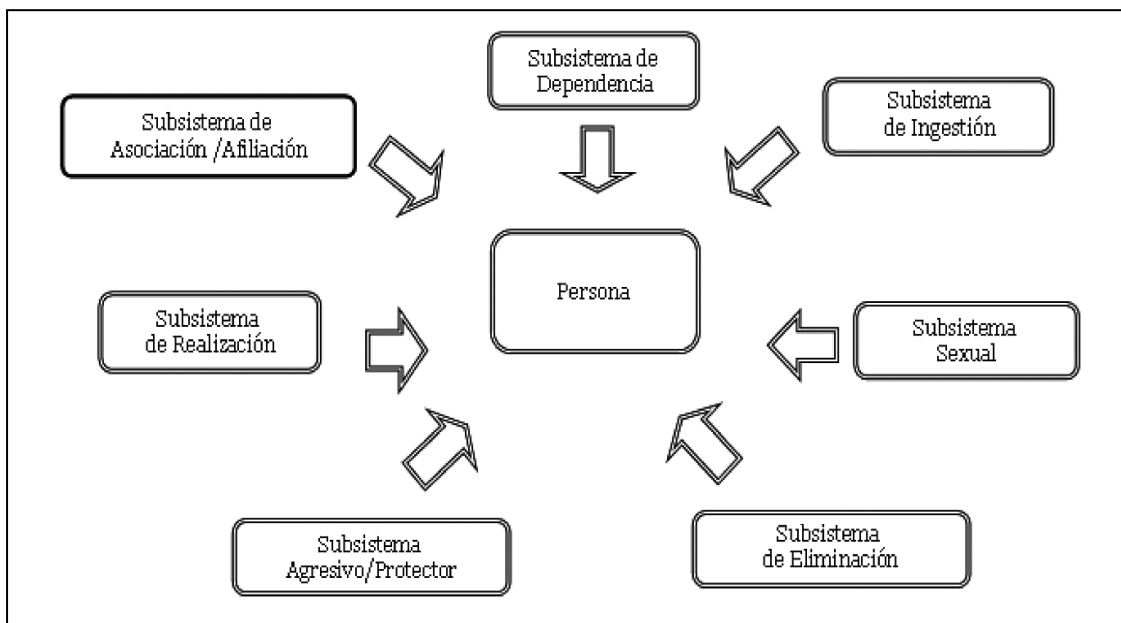 Subsistema de
Dependencia
Subsistema de
Asociación /Afiliación
Subsistema
de Ingestión
Persona
Subsistema
de Realización
Subsistema
Sexual
Subsistema
Agresivo/Protector
Subsistema
de Eliminación